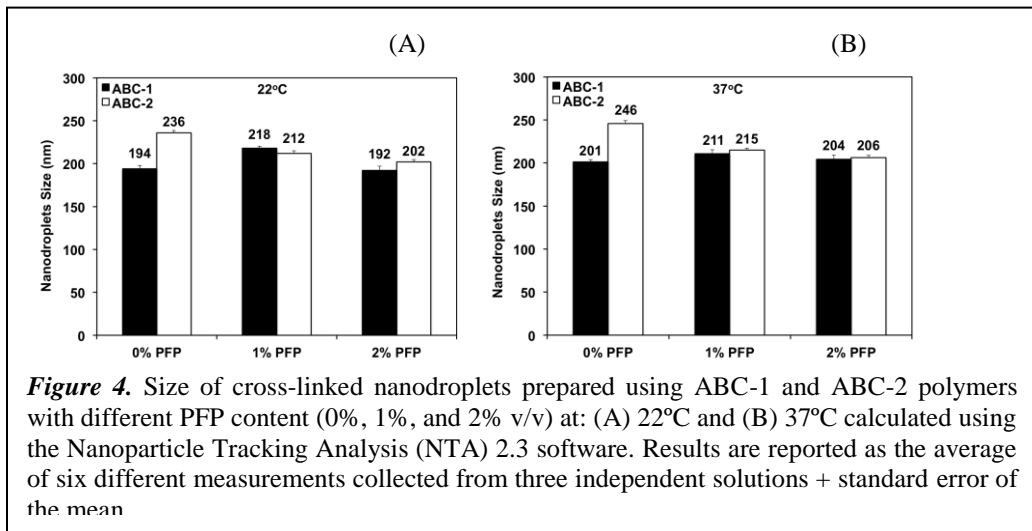 (A) (B)
300 ABC-1 22°C 300 ABC-1 37°C
ABC-2 ABC-2
250 236 250 246
218 212 211 215
194 192 202 201 204 206
200 200
150 150
100 100
50 50
0 0
0% PFP 1% PFP 2% PFP 0% PFP 1% PFP 2% PFP
Nanodroplets Size (nm) Nanodroplets Size (nm)
Figure 4. Size of cross-linked nanodroplets prepared using ABC-1 and ABC-2 polymers
with different PFP content (0%, 1%, and 2% v/v) at: (A) 22ºC and (B) 37ºC calculated using
the Nanoparticle Tracking Analysis (NTA) 2.3 software. Results are reported as the average
of six different measurements collected from three independent solutions + standard error of
the mean